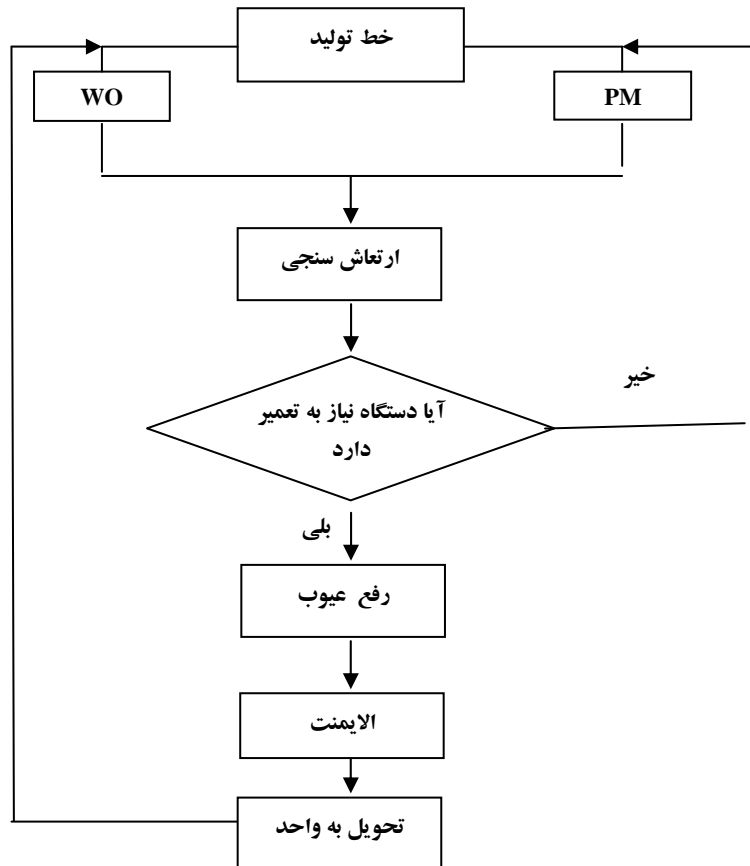 خط تولید
WO
PM
ارتعاش سنجی
خیر
آیا دستگاه نیاز به تعمیر
دارد
بلی
رفع عیوب
الایمنت
تحویل به واحد